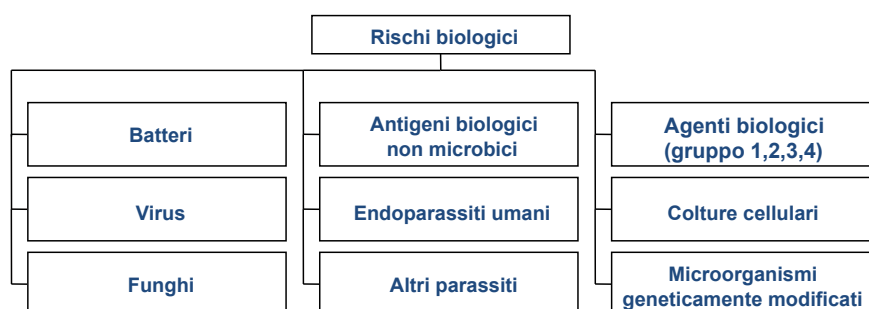 Rischi biologici
Batteri
Antigeni biologici
non microbici
Agenti biologici
(gruppo 1,2,3,4)
Virus
Endoparassiti umani
Colture cellulari
Funghi
Altri parassiti
Microorganismi
geneticamente modificati